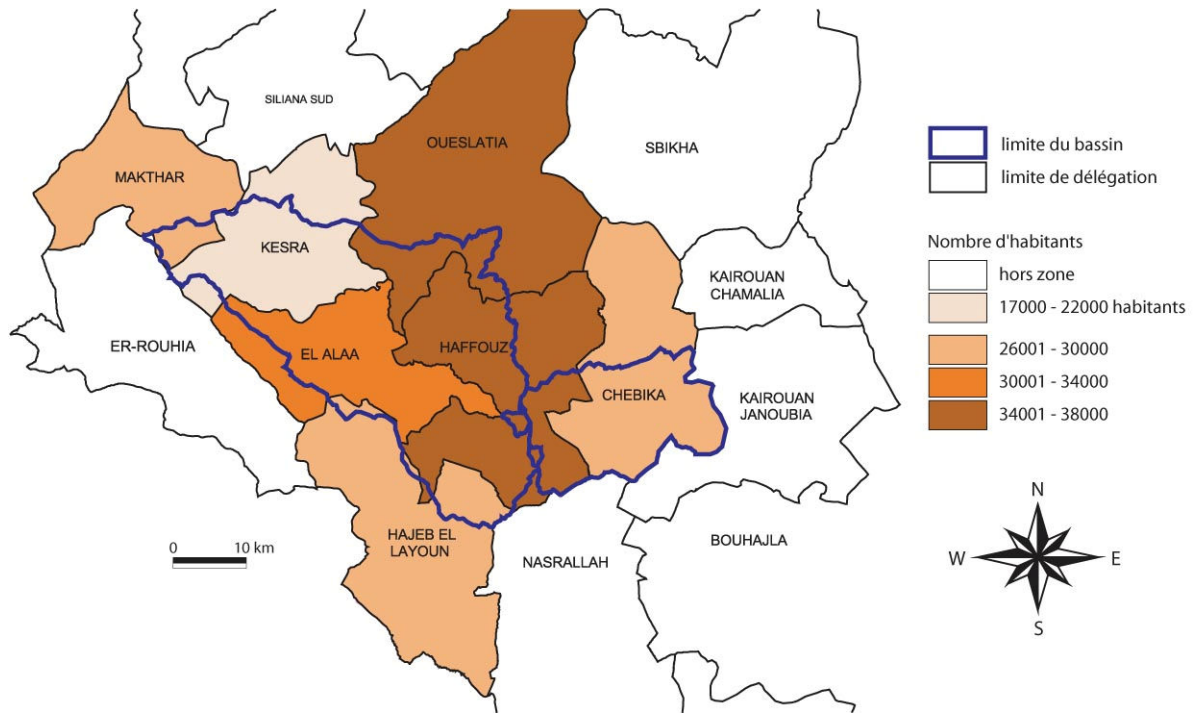 SILIANA SUD
OUESLATIA
SBIKHA
MAKTHAR
KESRA
KAIROUAN
CHAMALIA
ER-ROUHIA
EL ALAA
HAFFOUZ
CHEBIKA
KAIROUAN
JANOUBIA
HAJEB EL
LAYOUN
NASRALLAH
BOUHAJLA
0 10 km
limite du bassin
limite de délégation
Nombre d'habitants
hors zone
17000 - 22000 habitants
26001 - 30000
30001 - 34000
34001 - 38000
N
W E
S